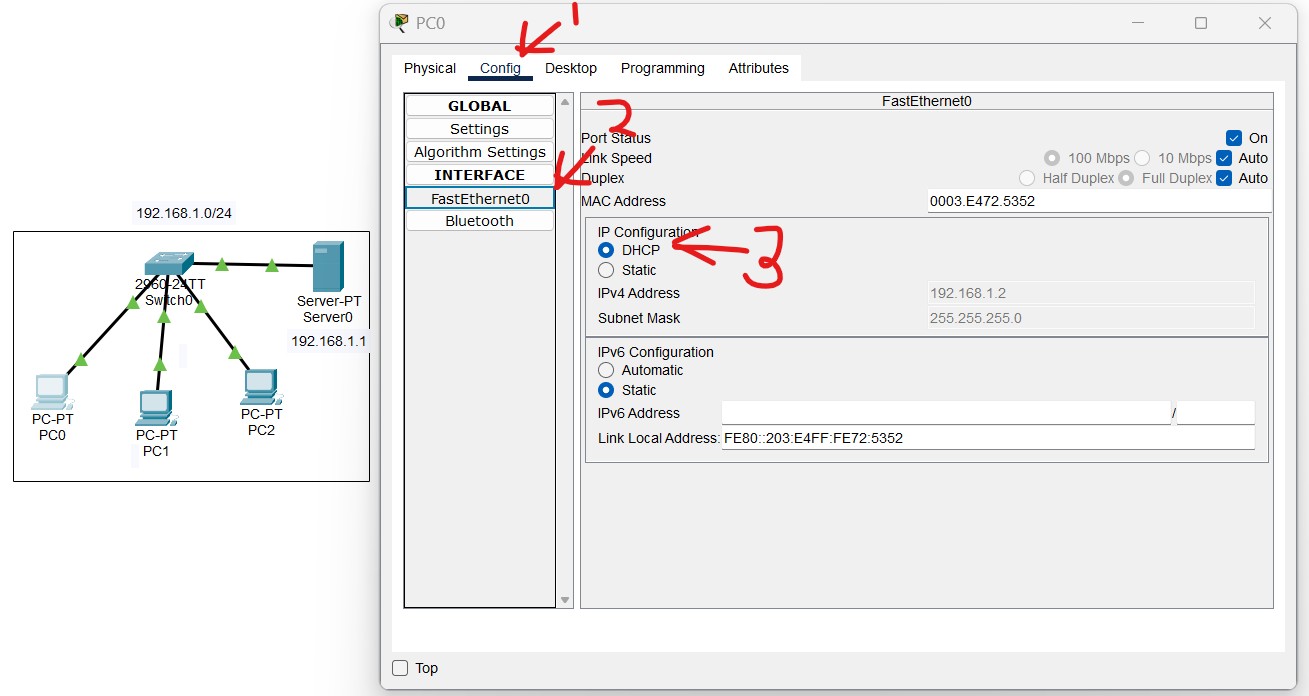 192.168.1.0/24
2960-24TT
Switch0
Server-PT
Server0
192.168.1.1
PC-PT
PC0
PC-PT
PC1
PC-PT
PC2
PC0
1
Physical Config Desktop Programming Attributes
GLOBAL
Settings
Algorithm Settings
INTERFACE
FastEthernet0
Bluetooth
2
FastEthernet0
Port Status On
Link Speed 100 Mbps 10 Mbps Auto
Duplex Half Duplex Full Duplex Auto
MAC Address 0003.E472.5352
IP Configuration
DHCP
3
Static
IPv4 Address 192.168.1.2
Subnet Mask 255.255.255.0
IPv6 Configuration
Automatic
Static
IPv6 Address /
Link Local Address: FE80::203:E4FF:FE72:5352
Top